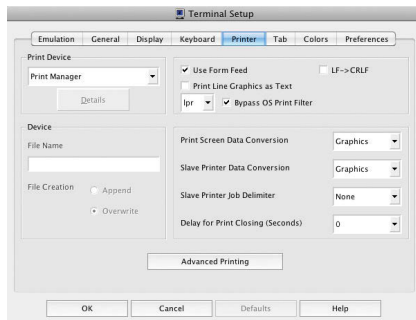 Terminal Setup
Emulation General Display Keyboard Printer Tab Colors Preferences
Print Device
Print Manager
Details
Use Form Feed LF->CRLF
Print Line Graphics as Text
lpr Bypass OS Print Filter
Device
File Name
File Creation Append
Overwrite
Print Screen Data Conversion Graphics
Slave Printer Data Conversion Graphics
Slave Printer Job Delimiter None
Delay for Print Closing (Seconds) 0
Advanced Printing
OK Cancel Defaults Help